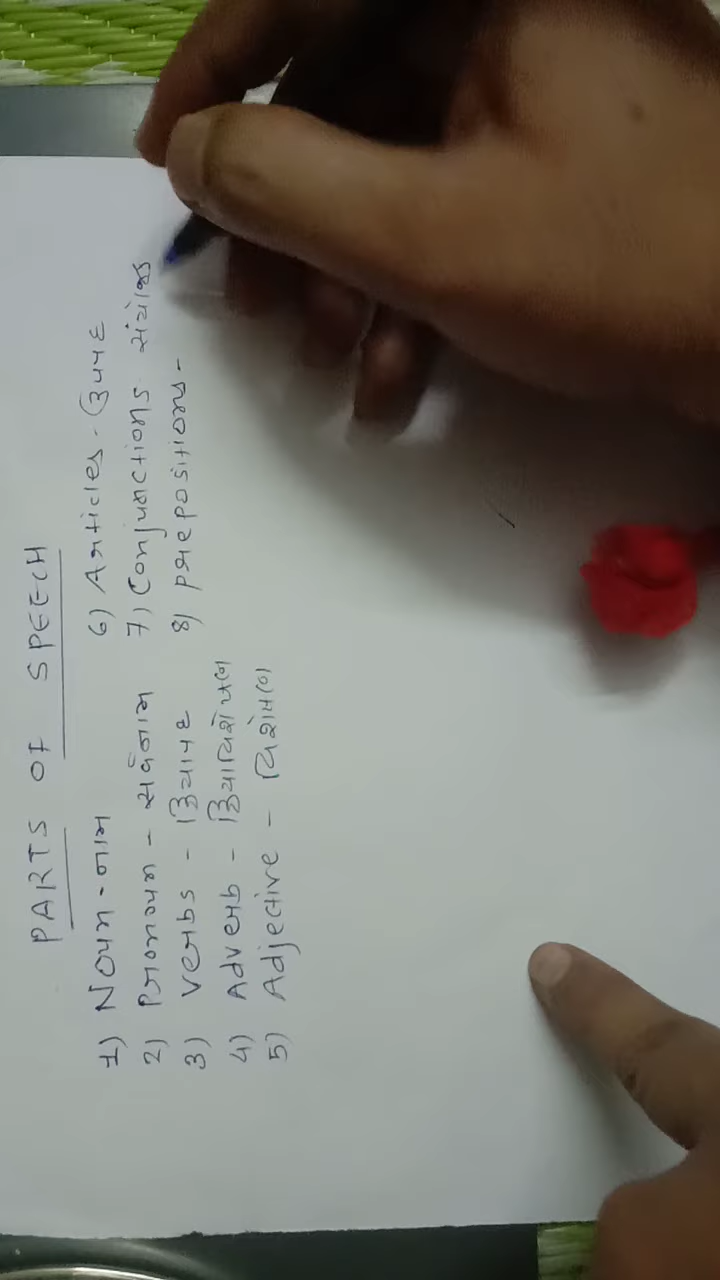 PARTS OF SPEECH
1) Noun - નામ
2) Pronoun - સર્વનામ
3) Verbs - ક્રિયાપદ
4) Adverb - ક્રિયાવિશેષણ
5) Adjective - વિશેષણ
6) Articles - ઉપપદ
7) Conjunctions સંયોજક
8) Prepositions -